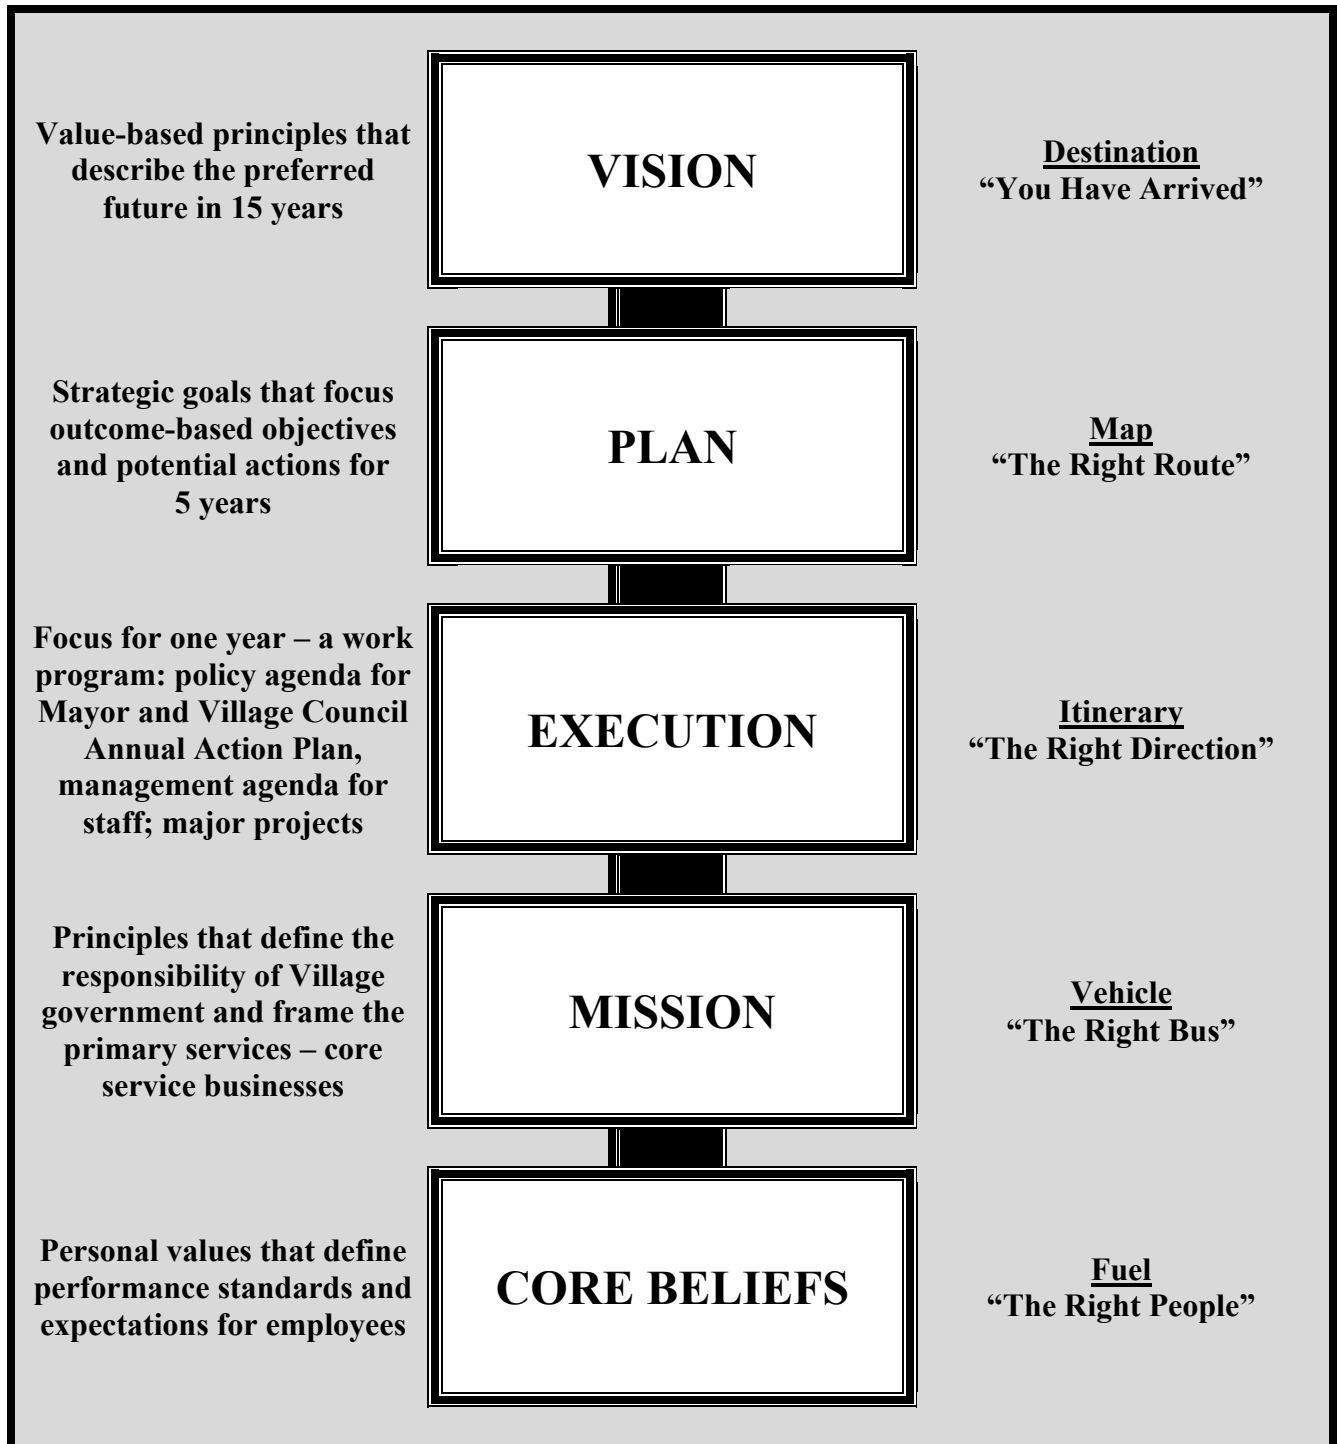 Value-based principles that
describe the preferred
future in 15 years
VISION
Destination
“You Have Arrived”
Strategic goals that focus
outcome-based objectives
and potential actions for
5 years
PLAN
Map
“The Right Route”
Focus for one year – a work
program: policy agenda for
Mayor and Village Council
Annual Action Plan,
management agenda for
staff; major projects
EXECUTION
Itinerary
“The Right Direction”
Principles that define the
responsibility of Village
government and frame the
primary services – core
service businesses
MISSION
Vehicle
“The Right Bus”
Personal values that define
performance standards and
expectations for employees
CORE BELIEFS
Fuel
“The Right People”